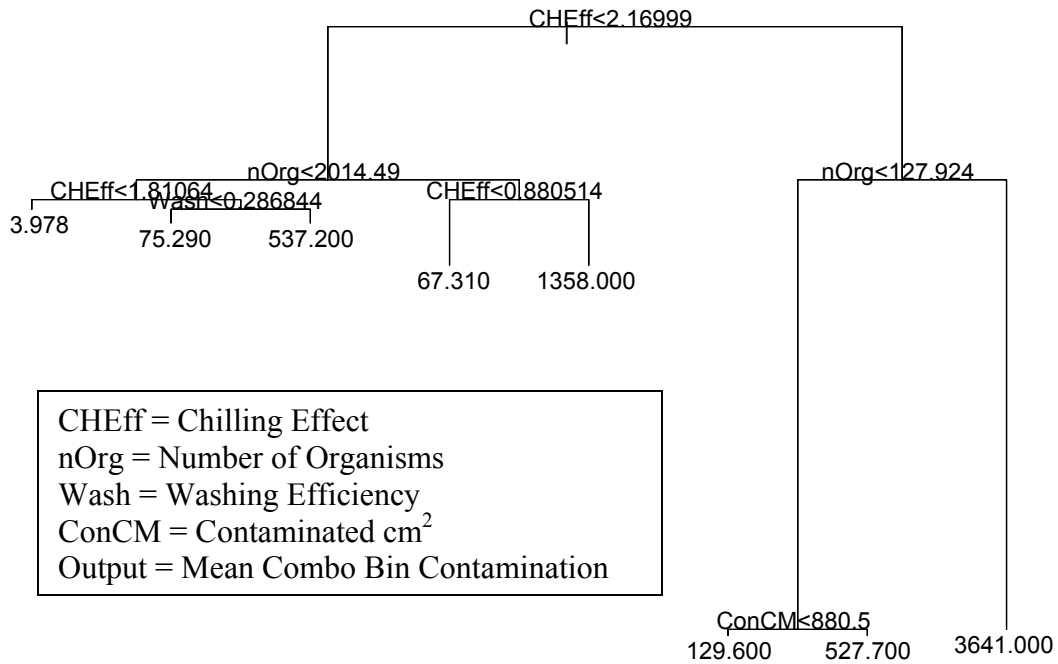 CHEff<2.16999
nOrg<2014.49
nOrg<127.924
CHEff<1.81064
CHEff<0.880514
Wash<0.286844
3.978
75.290
537.200
67.310
1358.000
CHEff = Chilling Effect
nOrg = Number of Organisms
Wash = Washing Efficiency
ConCM = Contaminated cm²
Output = Mean Combo Bin Contamination
ConCM<880.5
129.600
527.700
3641.000